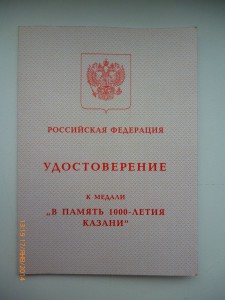 РОССИЙСКАЯ ФЕДЕРАЦИЯ
УДОСТОВЕРЕНИЕ
К МЕДАЛИ
„В ПАМЯТЬ 1000-ЛЕТИЯ
КАЗАНИ"